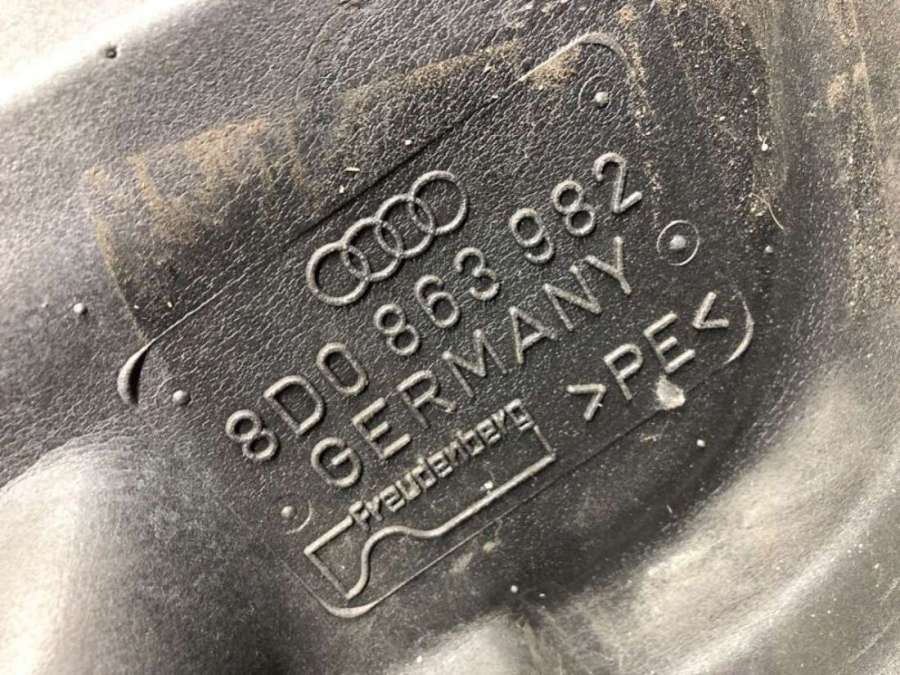 8D0 863 982
GERMANY
>PE<
Freudenberg